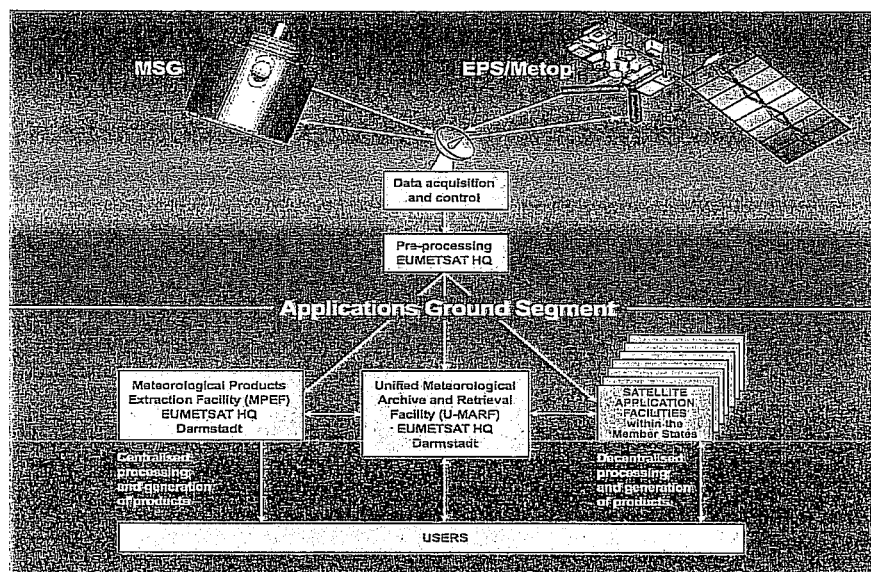 MSG
EPS/Metop
Data acquisition
and control
Pre-processing
EUMETSAT HQ
Applications Ground Segment
Meteorological Products
Extraction Facility (MPEF)
EUMETSAT HQ
Darmstadt
Unified Meteorological
Archive and Retrieval
Facility (U-MARF)
EUMETSAT HQ
Darmstadt
SATELLITE
APPLICATION
FACILITIES
within the
Member States
Centralised
processing
and generation
of products
Decentralised
processing
and generation
of products
USERS